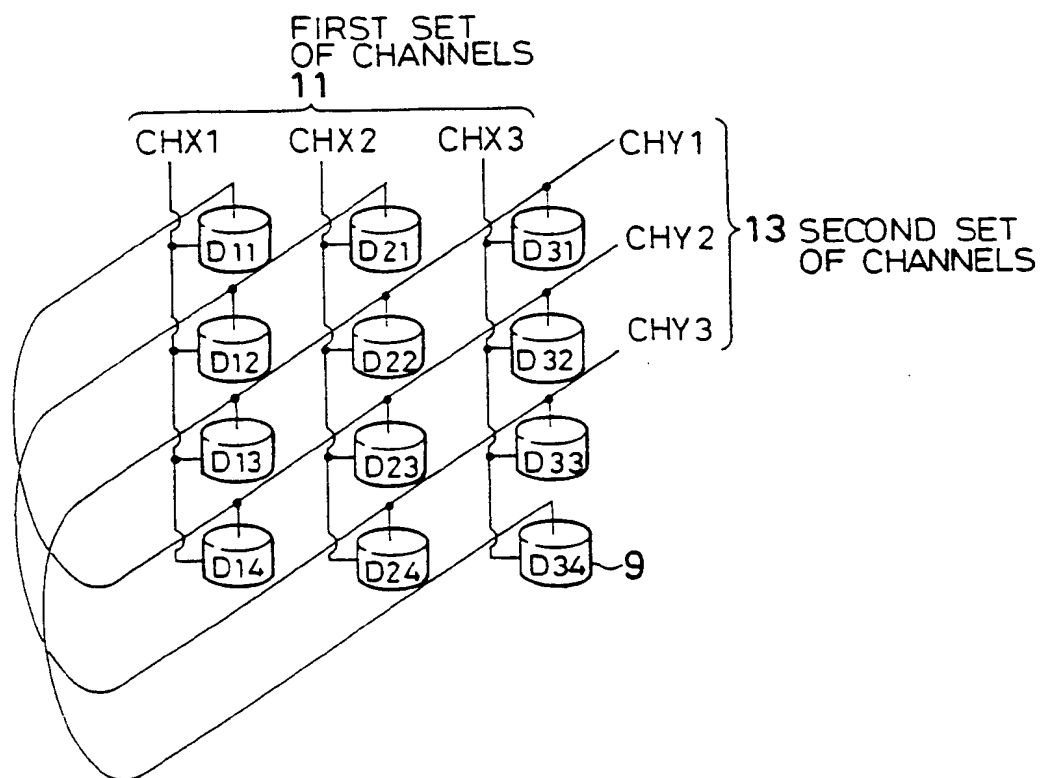 FIRST SET
OF CHANNELS
11
CHX1 CHX2 CHX3 CHY1
D11 D21 D31 CHY2 13 SECOND SET
OF CHANNELS
D12 D22 D32 CHY3
D13 D23 D33
D14 D24 D34 9